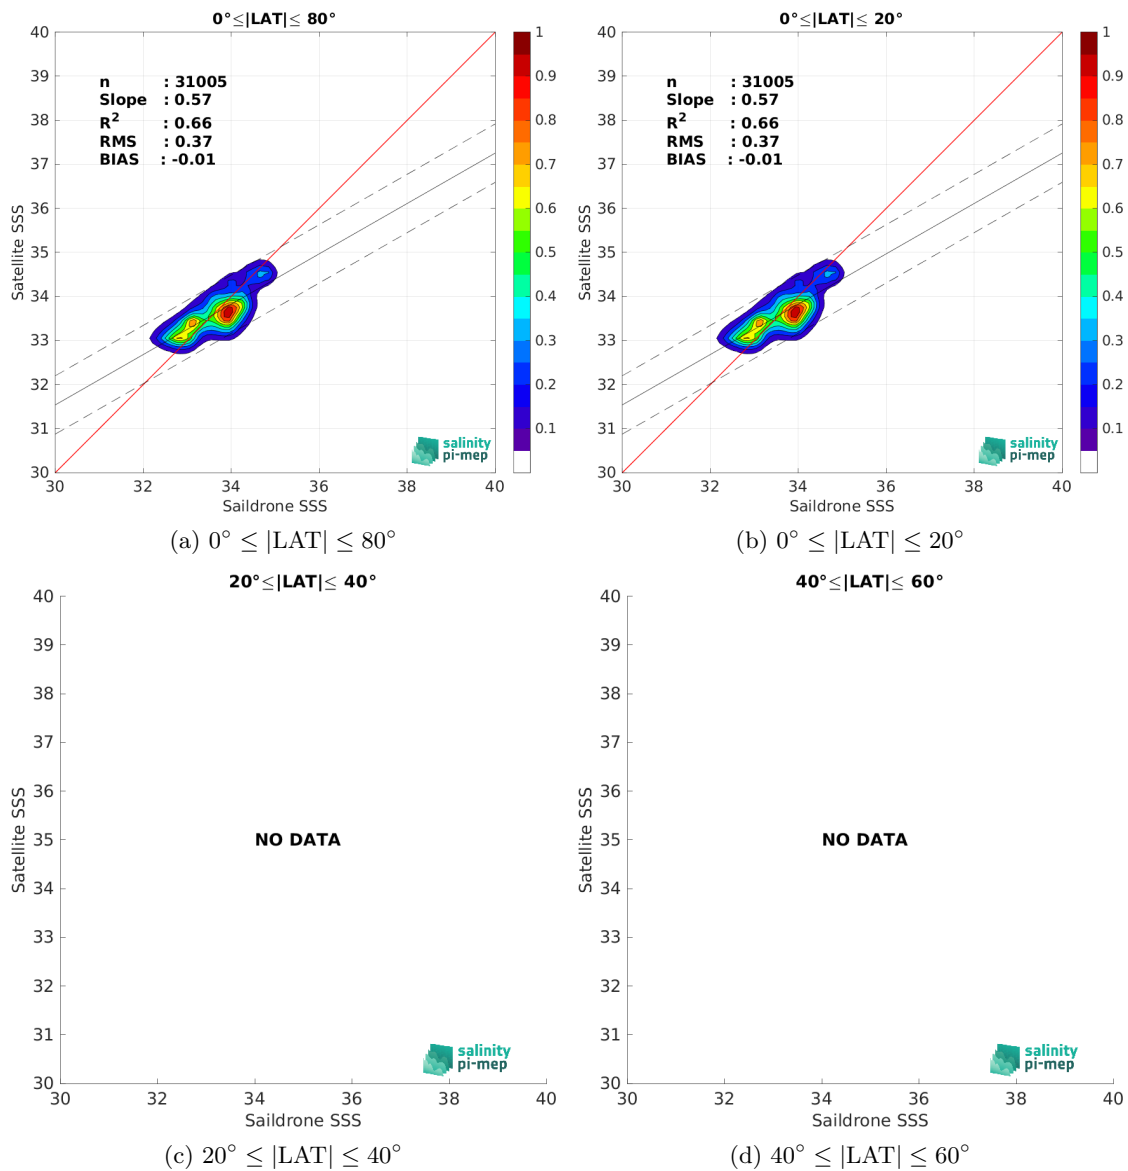 0°≤|LAT|≤ 80°
40
39
38
37
36
35
34
33
32
31
30
Satellite SSS
n : 31005
Slope : 0.57
R² : 0.66
RMS : 0.37
BIAS : -0.01
salinity
pi-mep
30 32 34 36 38 40
Saildrone SSS
1
0.9
0.8
0.7
0.6
0.5
0.4
0.3
0.2
0.1
(a) 0° ≤ |LAT| ≤ 80°
0°≤|LAT|≤ 20°
40
39
38
37
36
35
34
33
32
31
30
Satellite SSS
n : 31005
Slope : 0.57
R² : 0.66
RMS : 0.37
BIAS : -0.01
salinity
pi-mep
30 32 34 36 38 40
Saildrone SSS
1
0.9
0.8
0.7
0.6
0.5
0.4
0.3
0.2
0.1
(b) 0° ≤ |LAT| ≤ 20°
20°≤|LAT|≤ 40°
40
39
38
37
36
35
34
33
32
31
30
Satellite SSS
NO DATA
salinity
pi-mep
30 32 34 36 38 40
Saildrone SSS
(c) 20° ≤ |LAT| ≤ 40°
40°≤|LAT|≤ 60°
40
39
38
37
36
35
34
33
32
31
30
Satellite SSS
NO DATA
salinity
pi-mep
30 32 34 36 38 40
Saildrone SSS
(d) 40° ≤ |LAT| ≤ 60°